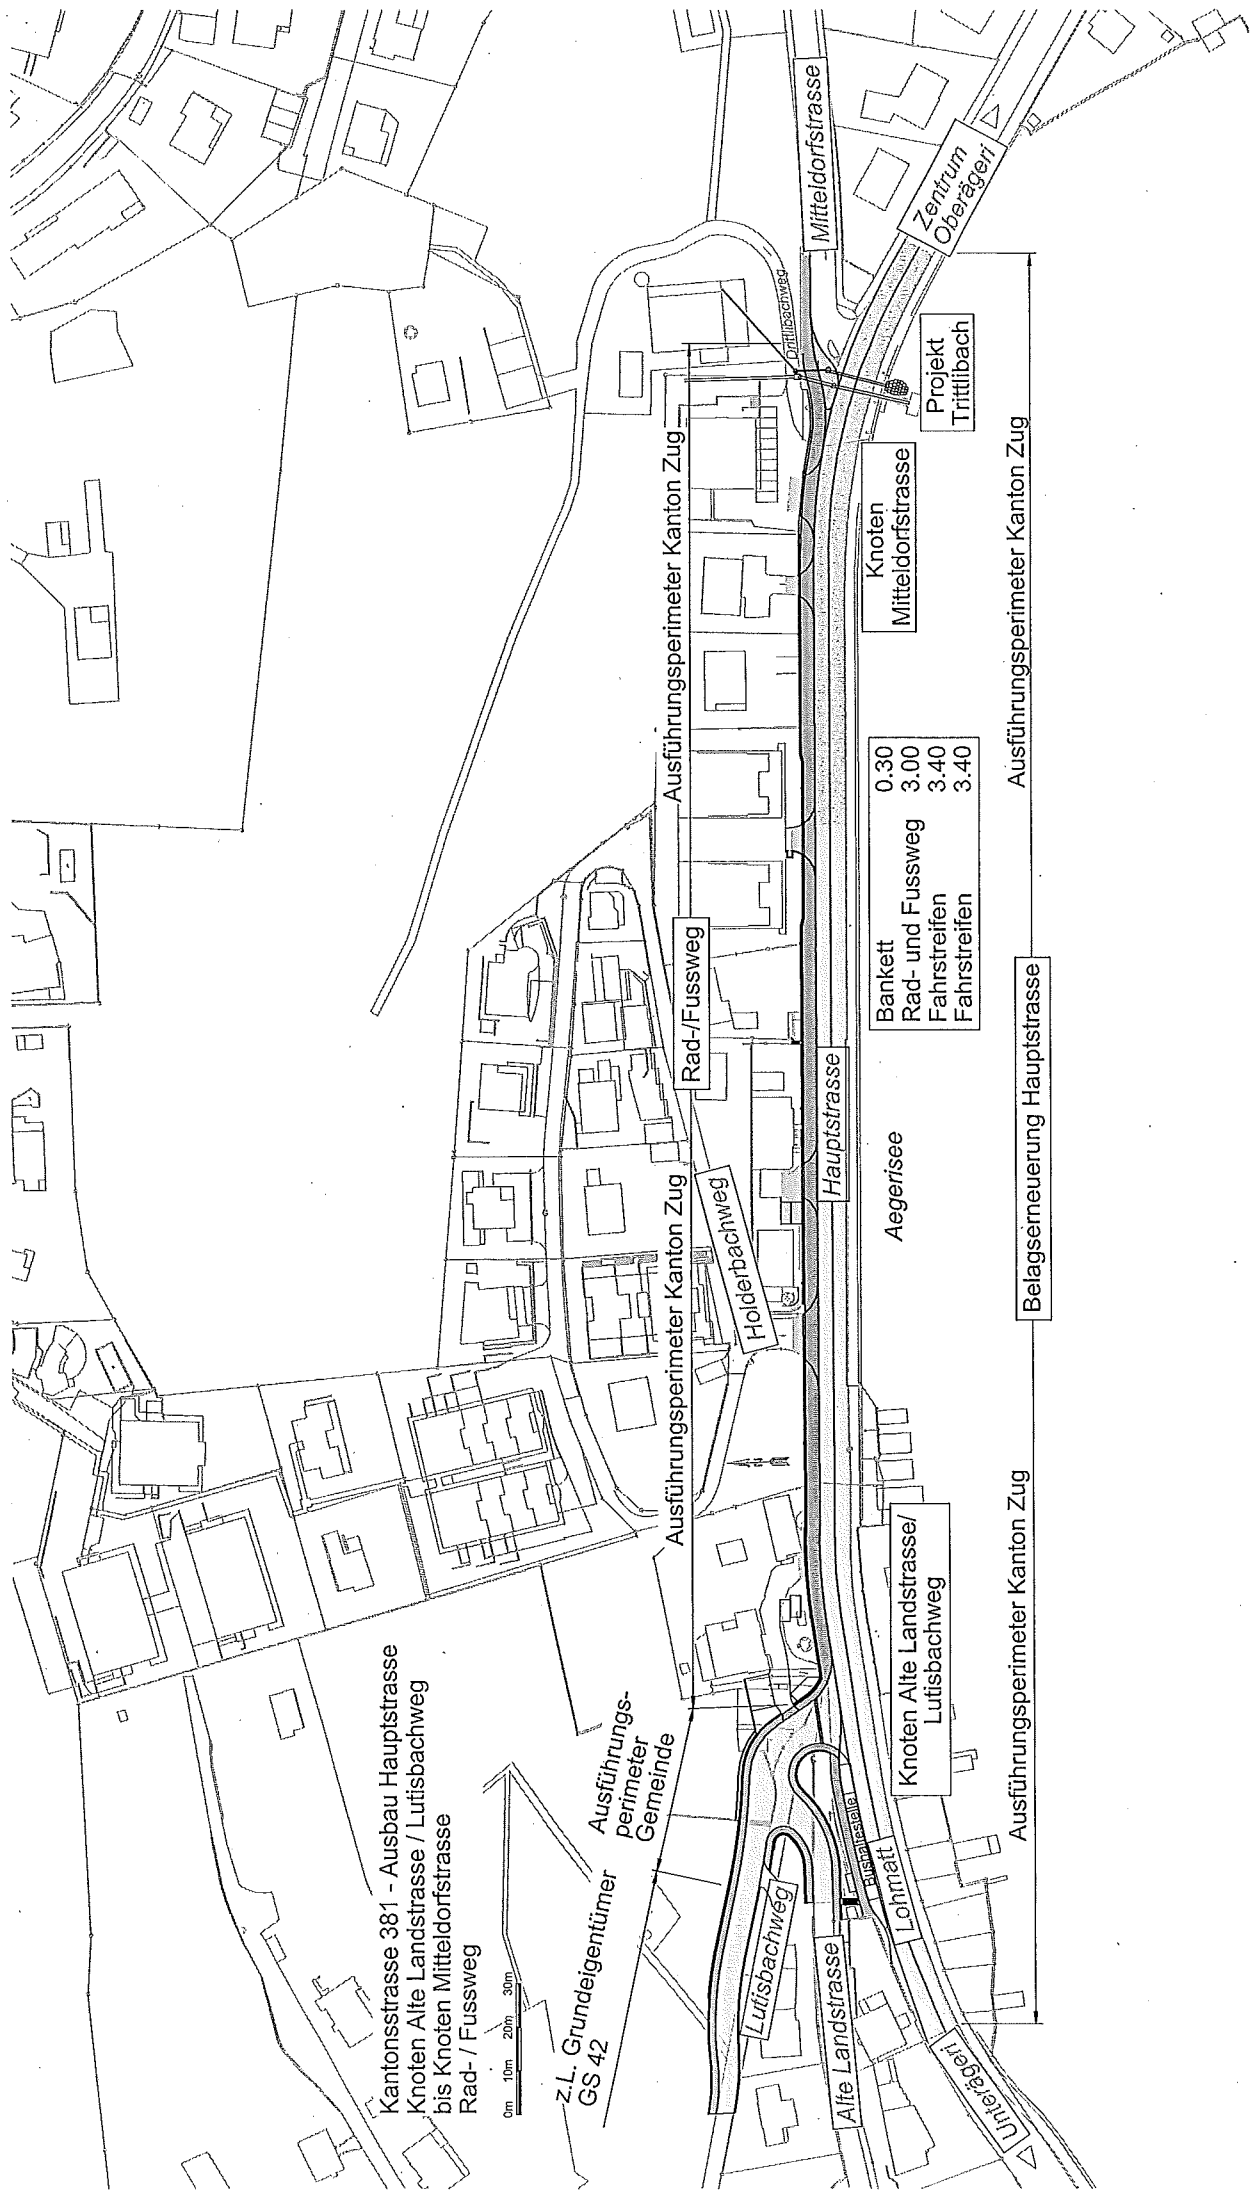 Kantonsstrasse 381 - Ausbau Hauptstrasse
Knoten Alte Landstrasse / Lutisbachweg
bis Knoten Mitteldorfstrasse
Rad- / Fussweg
0m 10m 20m 30m
z.L. Grundeigentümer
GS 42
Ausführungs-
perimeter
Gemeinde
Ausführungsperimeter Kanton Zug
Rad-/Fussweg
Ausführungsperimeter Kanton Zug
Holderbachweg
Lutisbachweg
Alte Landstrasse
Bushaltestelle
Lohmatt
Unterägeri
Hauptstrasse
Drittlibachweg
Mitteldorfstrasse
Zentrum
Oberägeri
Knoten Alte Landstrasse/
Lutisbachweg
Aegerisee
Bankett 0.30
Rad- und Fussweg 3.00
Fahrstreifen 3.40
Fahrstreifen 3.40
Knoten
Mitteldorfstrasse
Projekt
Trittlibach
Ausführungsperimeter Kanton Zug
Belagserneuerung Hauptstrasse
Ausführungsperimeter Kanton Zug